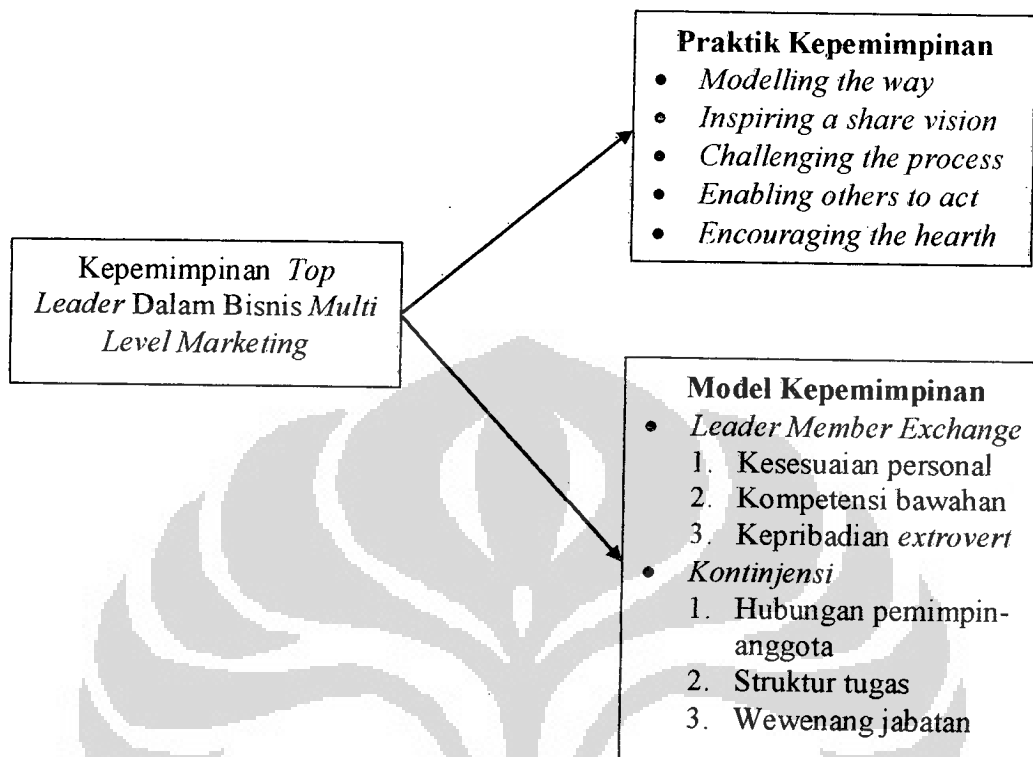 Praktik Kepemimpinan
• Modelling the way
• Inspiring a share vision
• Challenging the process
• Enabling others to act
• Encouraging the hearth
Kepemimpinan Top
Leader Dalam Bisnis Multi
Level Marketing
Model Kepemimpinan
• Leader Member Exchange
1. Kesesuaian personal
2. Kompetensi bawahan
3. Kepribadian extrovert
• Kontinjensi
1. Hubungan pemimpin-
anggota
2. Struktur tugas
3. Wewenang jabatan